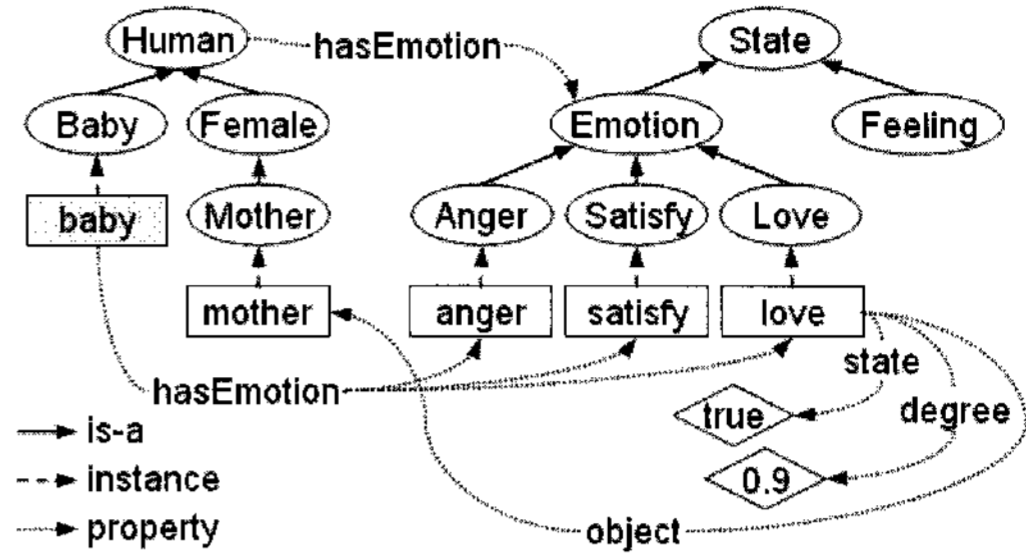 Human
hasEmotion
State
Baby
Female
Emotion
Feeling
baby
Mother
Anger
Satisfy
Love
mother
anger
satisfy
love
state
hasEmotion
true
degree
is-a
instance
0.9
property
object